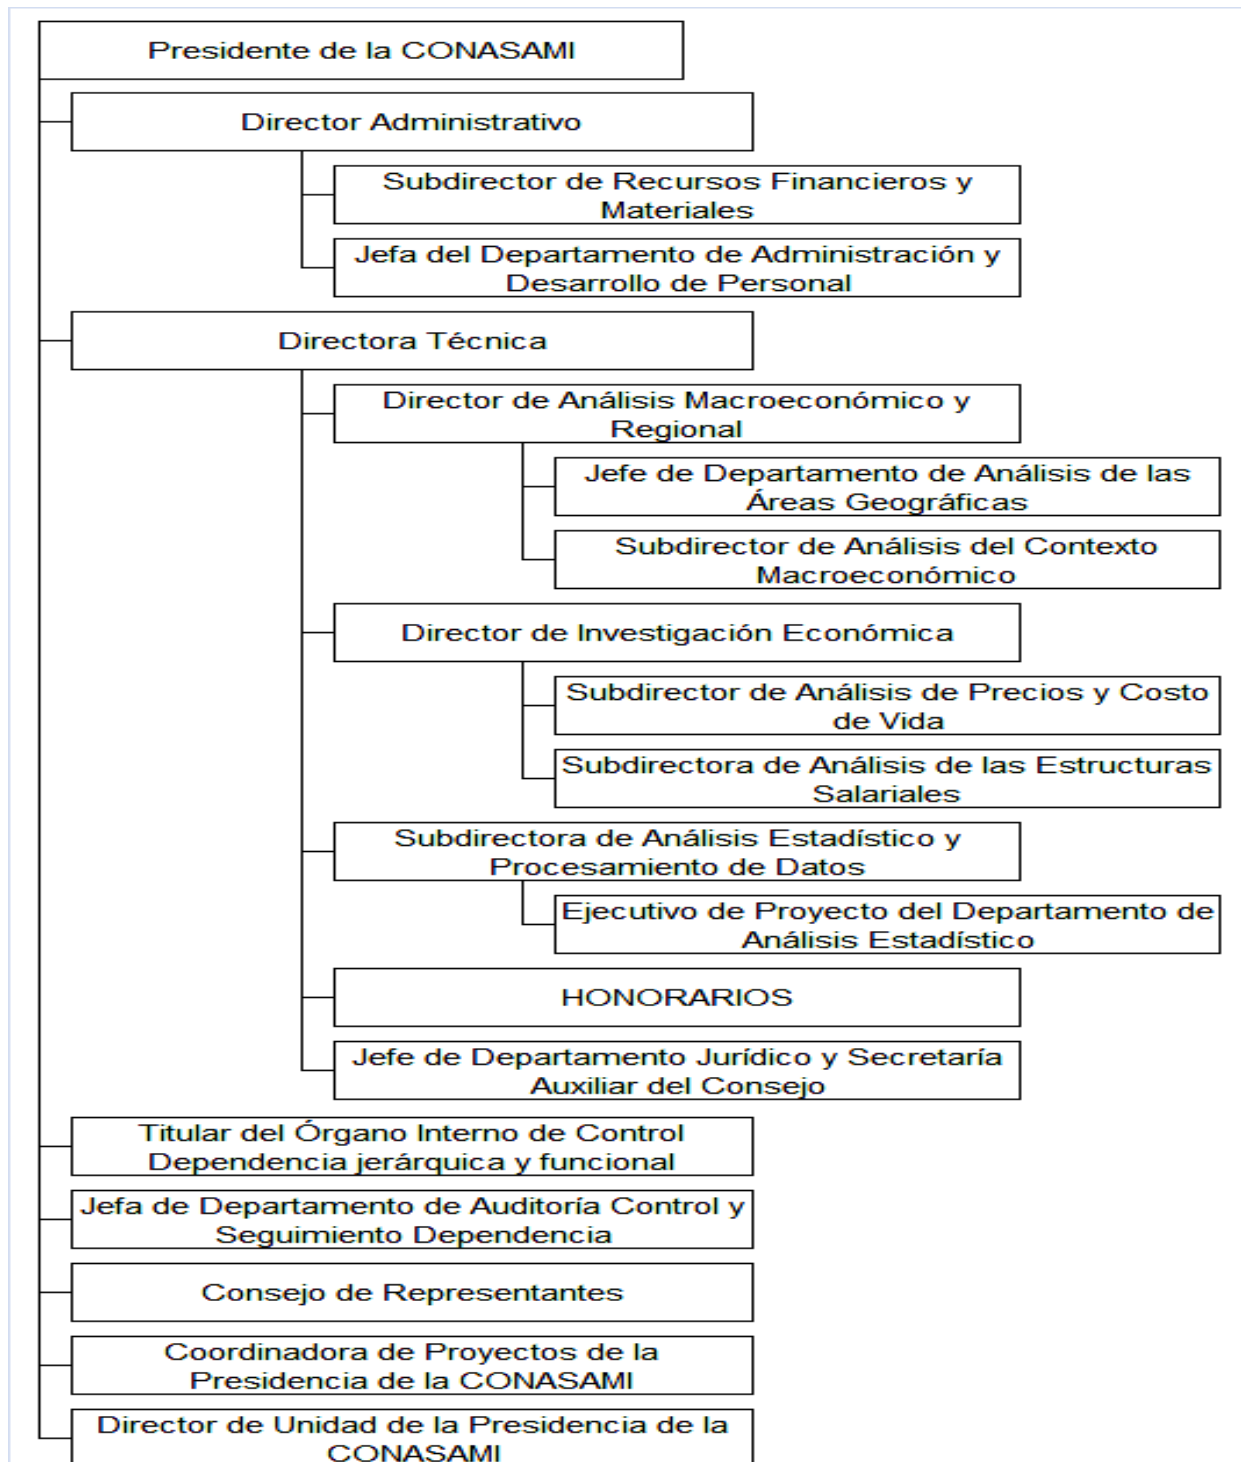 Presidente de la CONASAMI
Director Administrativo
Subdirector de Recursos Financieros y
Materiales
Jefa del Departamento de Administración y
Desarrollo de Personal
Directora Técnica
Director de Análisis Macroeconómico y
Regional
Jefe de Departamento de Análisis de las
Áreas Geográficas
Subdirector de Análisis del Contexto
Macroeconómico
Director de Investigación Económica
Subdirector de Análisis de Precios y Costo
de Vida
Subdirectora de Análisis de las Estructuras
Salariales
Subdirectora de Análisis Estadístico y
Procesamiento de Datos
Ejecutivo de Proyecto del Departamento de
Análisis Estadístico
HONORARIOS
Jefe de Departamento Jurídico y Secretaría
Auxiliar del Consejo
Titular del Órgano Interno de Control
Dependencia jerárquica y funcional
Jefa de Departamento de Auditoría Control y
Seguimiento Dependencia
Consejo de Representantes
Coordinadora de Proyectos de la
Presidencia de la CONASAMI
Director de Unidad de la Presidencia de la
CONASAMI